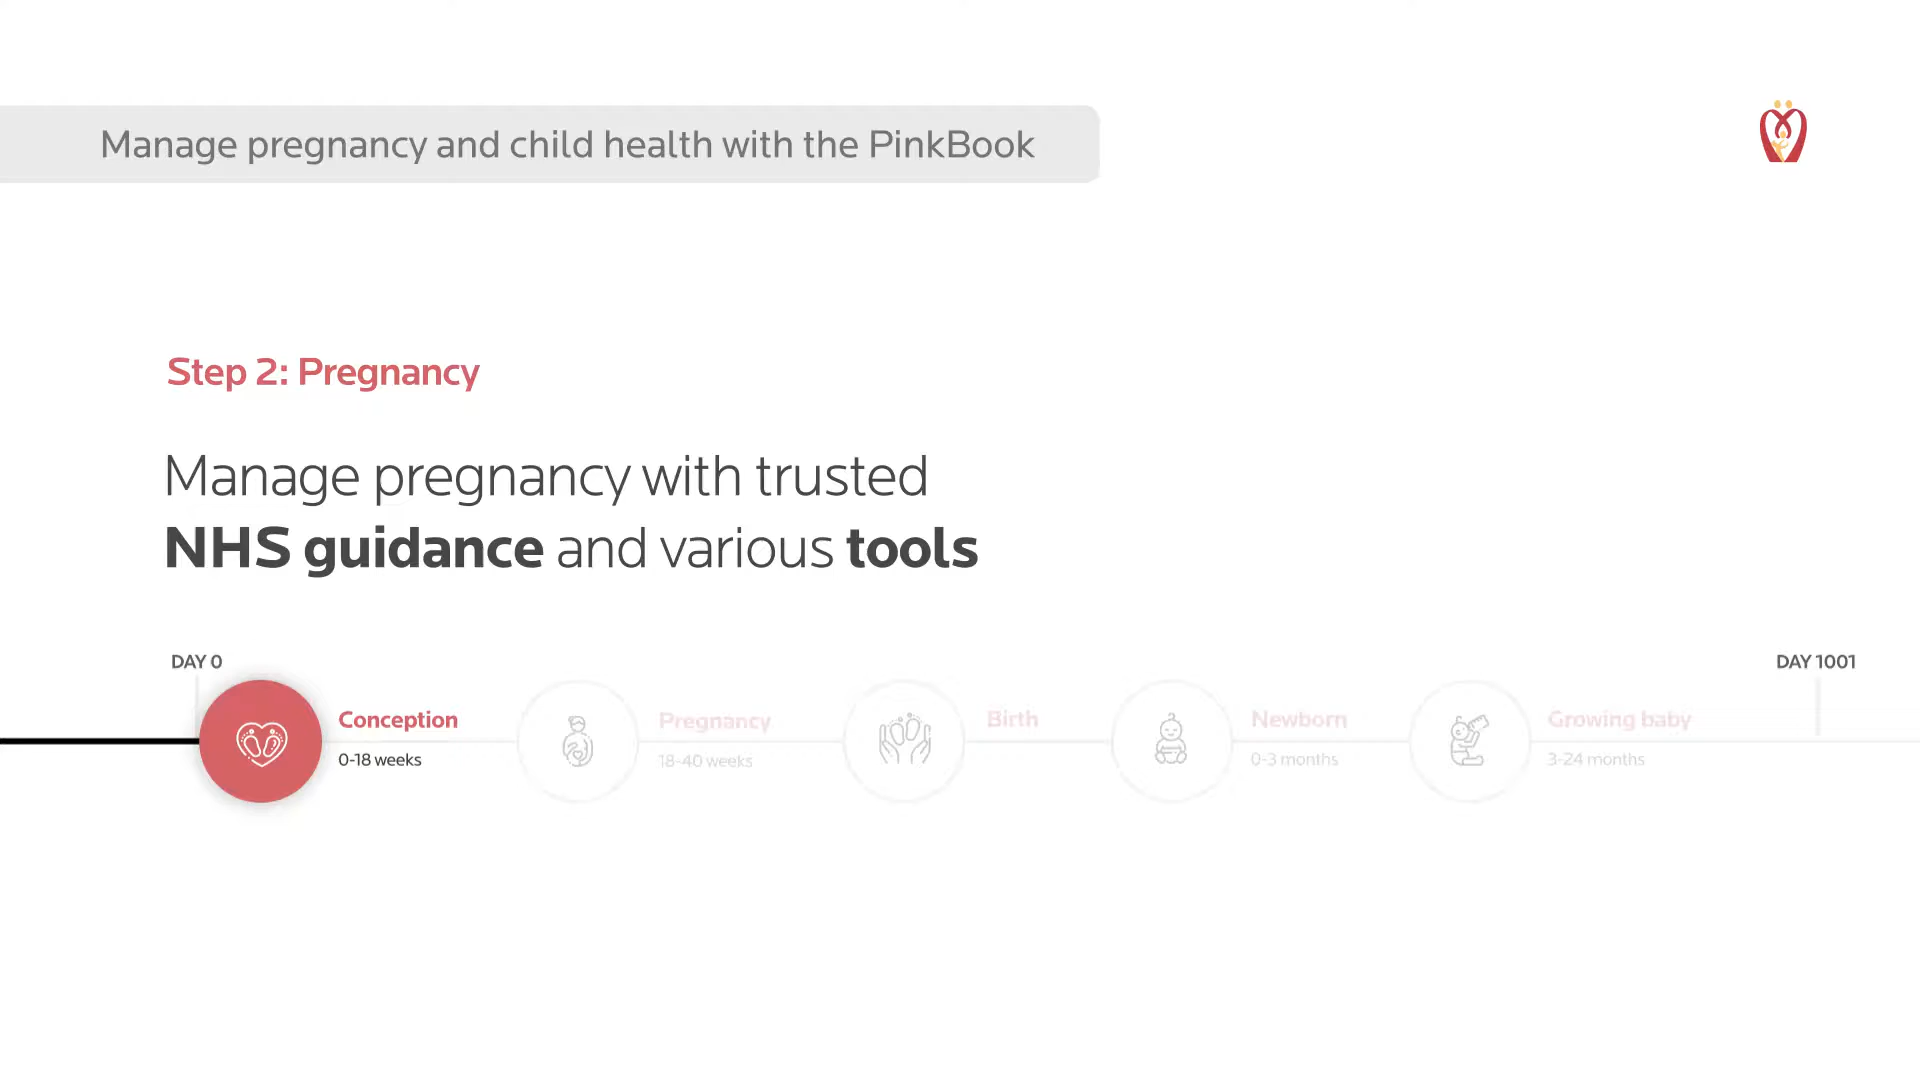 Manage pregnancy and child health with the PinkBook
Step 2: Pregnancy
Manage pregnancy with trusted
NHS guidance and various tools
DAY 0
DAY 1001
Conception
0-18 weeks
Pregnancy
18-40 weeks
Birth
Newborn
0-3 months
Growing baby
3-24 months